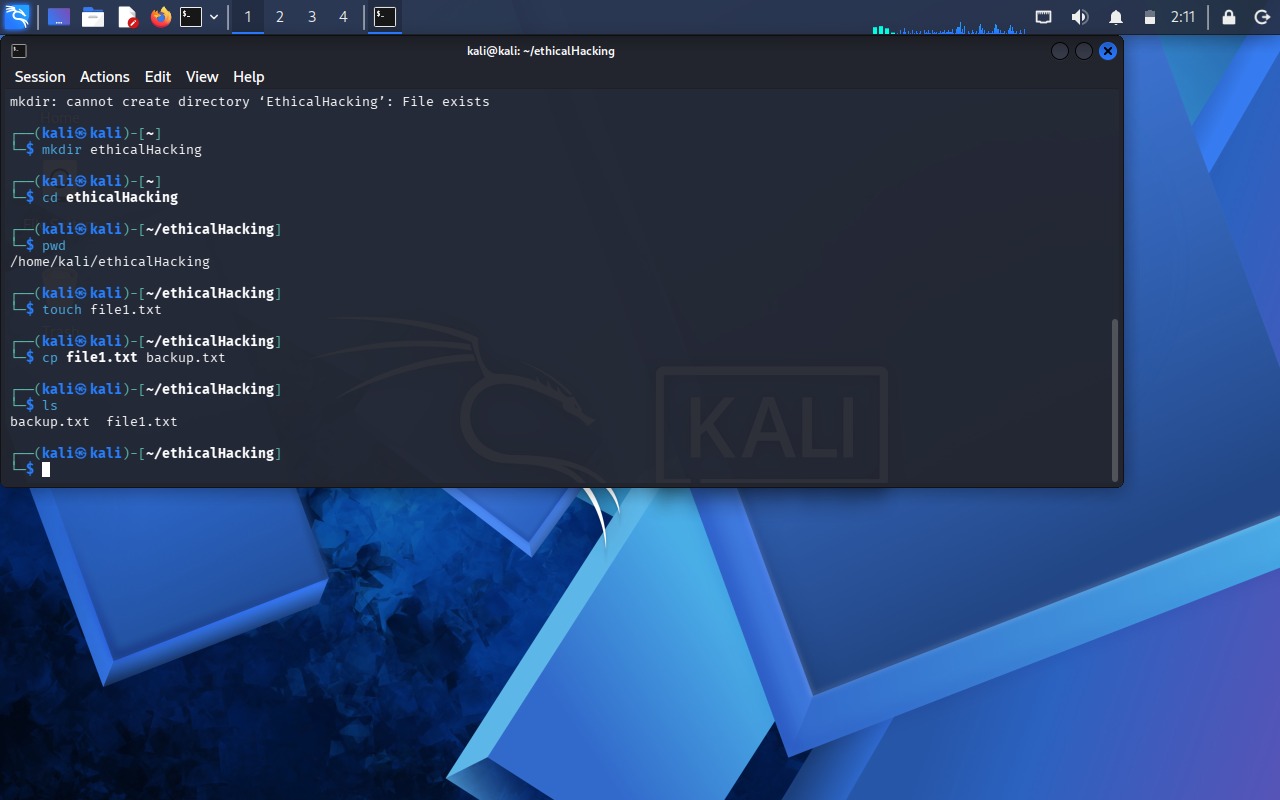 1 2 3 4 2:11
kali@kali: ~/ethicalHacking
Session Actions Edit View Help
mkdir: cannot create directory ‘EthicalHacking’: File exists
┌──(kali㉿kali)-[~]
└─$ mkdir ethicalHacking
┌──(kali㉿kali)-[~]
└─$ cd ethicalHacking
┌──(kali㉿kali)-[~/ethicalHacking]
└─$ pwd
/home/kali/ethicalHacking
┌──(kali㉿kali)-[~/ethicalHacking]
└─$ touch file1.txt
┌──(kali㉿kali)-[~/ethicalHacking]
└─$ cp file1.txt backup.txt
┌──(kali㉿kali)-[~/ethicalHacking]
└─$ ls
backup.txt  file1.txt
┌──(kali㉿kali)-[~/ethicalHacking]
└─$
KALI